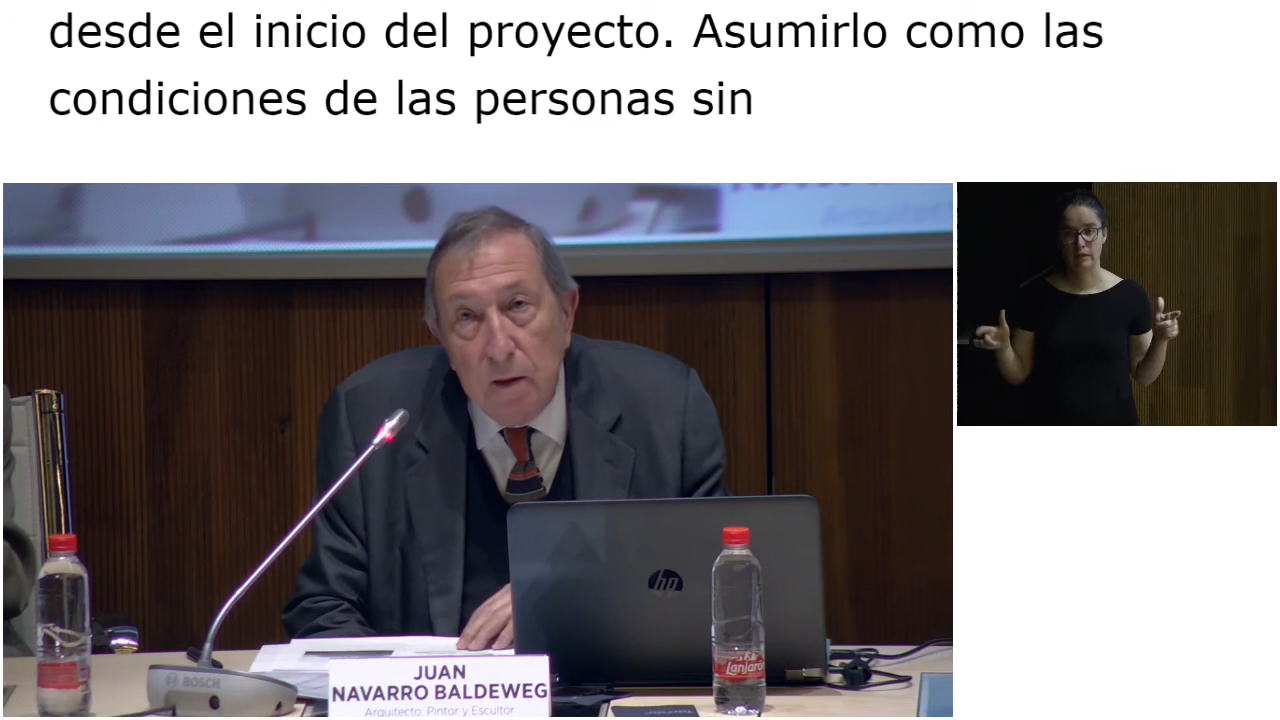 desde el inicio del proyecto. Asumirlo como las
condiciones de las personas sin
hp
Lanjarón
BOSCH
JUAN
NAVARRO BALDEWEG
Arquitecto, Pintor y Escultor